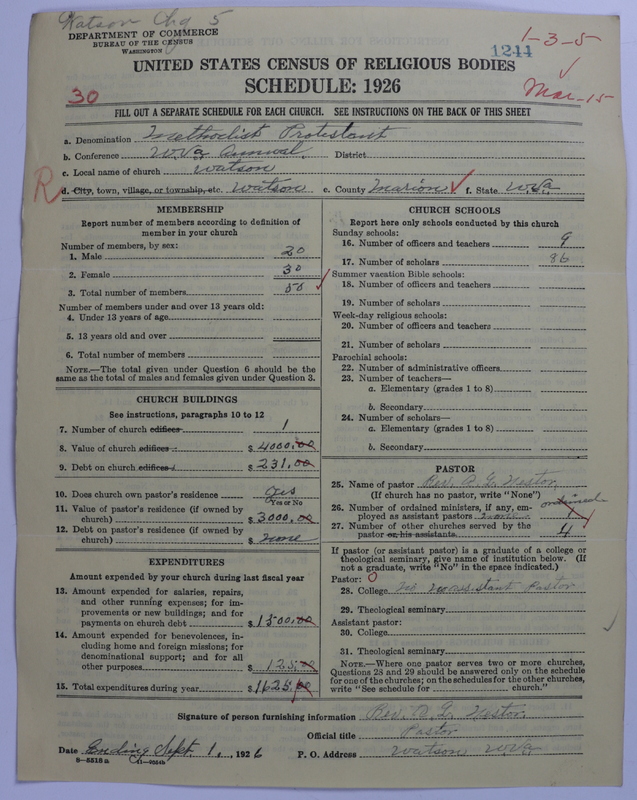 Watson Chg 5
DEPARTMENT OF COMMERCE
BUREAU OF THE CENSUS
WASHINGTON
1244
1-3-5
UNITED STATES CENSUS OF RELIGIOUS BODIES
SCHEDULE: 1926
30
Mar-15
FILL OUT A SEPARATE SCHEDULE FOR EACH CHURCH. SEE INSTRUCTIONS ON THE BACK OF THIS SHEET
a. Denomination Methodist Protestant
b. Conference W.Va. Annual District
c. Local name of church Watson
R
d. City, town, village, or township, etc. Watson e. County Marion f. State W.Va
MEMBERSHIP
Report number of members according to definition of
member in your church
Number of members, by sex:
1. Male 20
2. Female 30
3. Total number of members 50
Number of members under and over 13 years old:
4. Under 13 years of age
5. 13 years old and over
6. Total number of members
NOTE.—The total given under Question 6 should be the
same as the total of males and females given under Question 3.
CHURCH BUILDINGS
See instructions, paragraphs 10 to 12
7. Number of church edifices 1
8. Value of church edifices $ 4000.00
9. Debt on church edifices $ 231.00
10. Does church own pastor's residence yes
Yes or No
11. Value of pastor's residence (if owned by
church) $ 3000.00
12. Debt on pastor's residence (if owned by
church) $ none
EXPENDITURES
Amount expended by your church during last fiscal year
13. Amount expended for salaries, repairs,
and other running expenses; for im-
provements or new buildings; and for
payments on church debt $ 1500.00
14. Amount expended for benevolences, in-
cluding home and foreign missions; for
denominational support; and for all
other purposes $ 125.00
15. Total expenditures during year $ 1625.00
CHURCH SCHOOLS
Report here only schools conducted by this church
Sunday schools:
16. Number of officers and teachers 9
17. Number of scholars 86
Summer vacation Bible schools:
18. Number of officers and teachers
19. Number of scholars
Week-day religious schools:
20. Number of officers and teachers
21. Number of scholars
Parochial schools:
22. Number of administrative officers
23. Number of teachers—
a. Elementary (grades 1 to 8)
b. Secondary
24. Number of scholars—
a. Elementary (grades 1 to 8)
b. Secondary
PASTOR
25. Name of pastor Rev. D. G. Nestor
(If church has no pastor, write "None")
26. Number of ordained ministers, if any, em-
ployed as assistant pastors
ordained
27. Number of other churches served by the
pastor or his assistants 4
If pastor (or assistant pastor) is a graduate of a college or
theological seminary, give name of institution below. (If
not a graduate, write "No" in the space indicated.)
Pastor: 0
28. College no assistant Pastor
29. Theological seminary
Assistant pastor:
30. College
31. Theological seminary
NOTE.—Where one pastor serves two or more churches,
Questions 28 and 29 should be answered only on the schedule
for one of the churches; on the schedules for the other churches,
write "See schedule for church."
Signature of person furnishing information Rev. D. G. Nestor
Official title Pastor
Date Ending Sept. 1, 1926 P. O. Address Watson W.Va
8—5518a 11-9054b